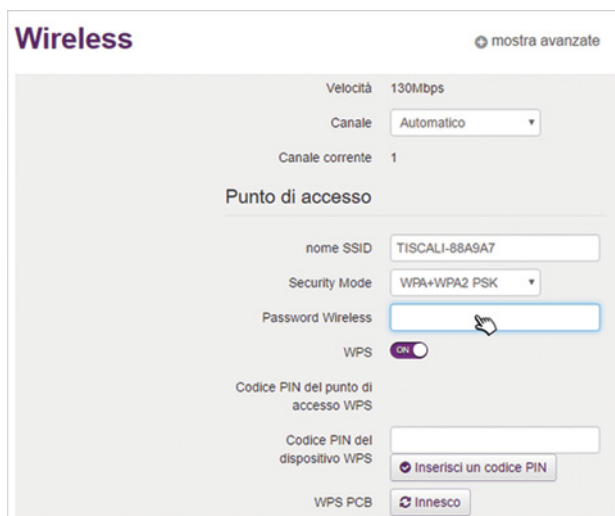 Wireless
mostra avanzate
Velocità 130Mbps
Canale Automatico
Canale corrente 1
Punto di accesso
nome SSID TISCALI-88A9A7
Security Mode WPA+WPA2 PSK
Password Wireless
WPS ON
Codice PIN del punto di
accesso WPS
Codice PIN del
dispositivo WPS
Inserisci un codice PIN
WPS PCB Innesco